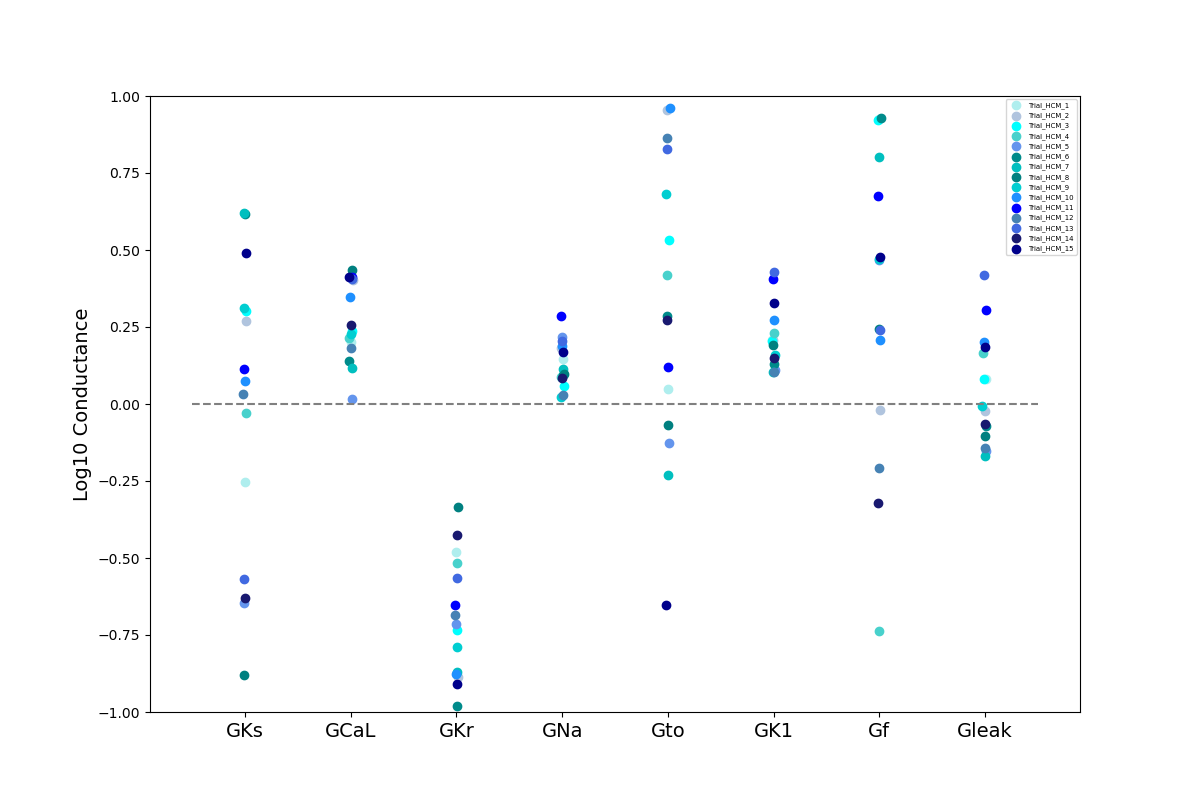 1.00
0.75
0.50
0.25
0.00
−0.25
−0.50
−0.75
−1.00
Log10 Conductance
GKs GCaL GKr GNa Gto GK1 Gf Gleak
Trial_HCM_1
Trial_HCM_2
Trial_HCM_3
Trial_HCM_4
Trial_HCM_5
Trial_HCM_6
Trial_HCM_7
Trial_HCM_8
Trial_HCM_9
Trial_HCM_10
Trial_HCM_11
Trial_HCM_12
Trial_HCM_13
Trial_HCM_14
Trial_HCM_15